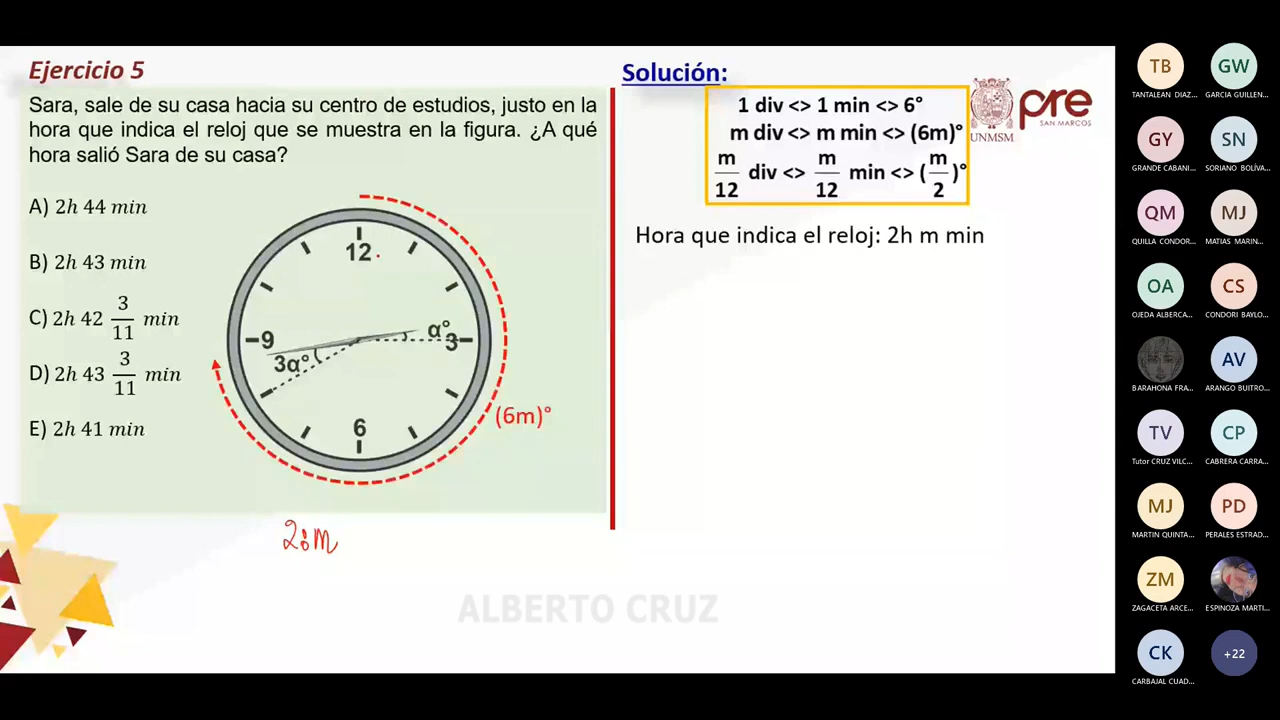 Ejercicio 5
Sara, sale de su casa hacia su centro de estudios, justo en la
hora que indica el reloj que se muestra en la figura. ¿A qué
hora salió Sara de su casa?
A) 2h 44 min
B) 2h 43 min
C) 2h 42 3/11 min
D) 2h 43 3/11 min
E) 2h 41 min
12
9
3
6
α°
3α°
(6m)°
2:m
Solución:
1 div <> 1 min <> 6°
m div <> m min <> (6m)°
m/12 div <> m/12 min <> (m/2)°
UNMSM
pre
SAN MARCOS
Hora que indica el reloj: 2h m min
ALBERTO CRUZ
TB
TANTALEAN DIAZ...
GW
GARCIA GUILLEN...
GY
GRANDE CABANI...
SN
SORIANO BOLÍVA...
QM
QUILLA CONDOR...
MJ
MATIAS MARIN...
OA
OJEDA ALBERCA...
CS
CONDORI BAYLO...
BARAHONA FRA...
AV
ARANGO BUITRO...
TV
Tutor CRUZ VILC...
CP
CABRERA CARRA...
MJ
MARTIN QUINTA...
PD
PERALES ESTRAD...
ZM
ZAGACETA ARCE...
ESPINOZA MARTI...
CK
CARBAJAL CUAD...
+22